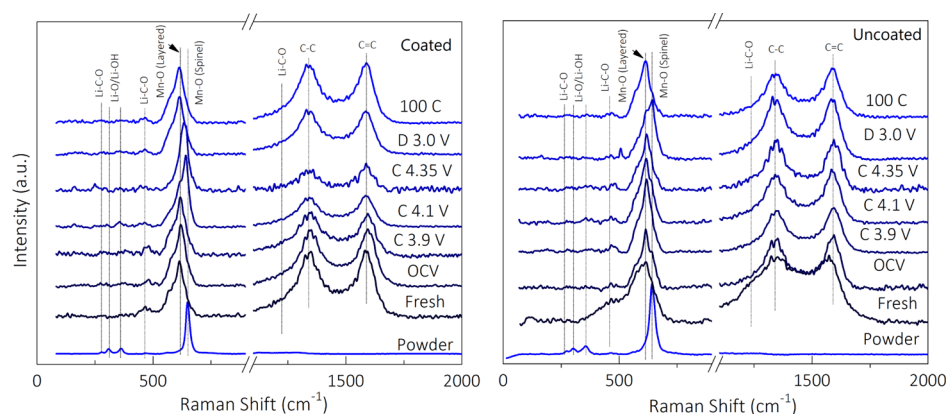 Coated
Li-C-O
Li-O/Li-OH
Li-C-O
Mn-O (Layered)
Mn-O (Spinel)
Li-C-O
C-C
C=C
100 C
D 3.0 V
C 4.35 V
C 4.1 V
C 3.9 V
OCV
Fresh
Powder
Intensity (a.u.)
0 500 1500 2000
Raman Shift (cm⁻¹)
Uncoated
Li-C-O
Li-O/Li-OH
Li-C-O
Mn-O (Layered)
Mn-O (Spinel)
Li-C-O
C-C
C=C
100 C
D 3.0 V
C 4.35 V
C 4.1 V
C 3.9 V
OCV
Fresh
Powder
0 500 1500 2000
Raman Shift (cm⁻¹)